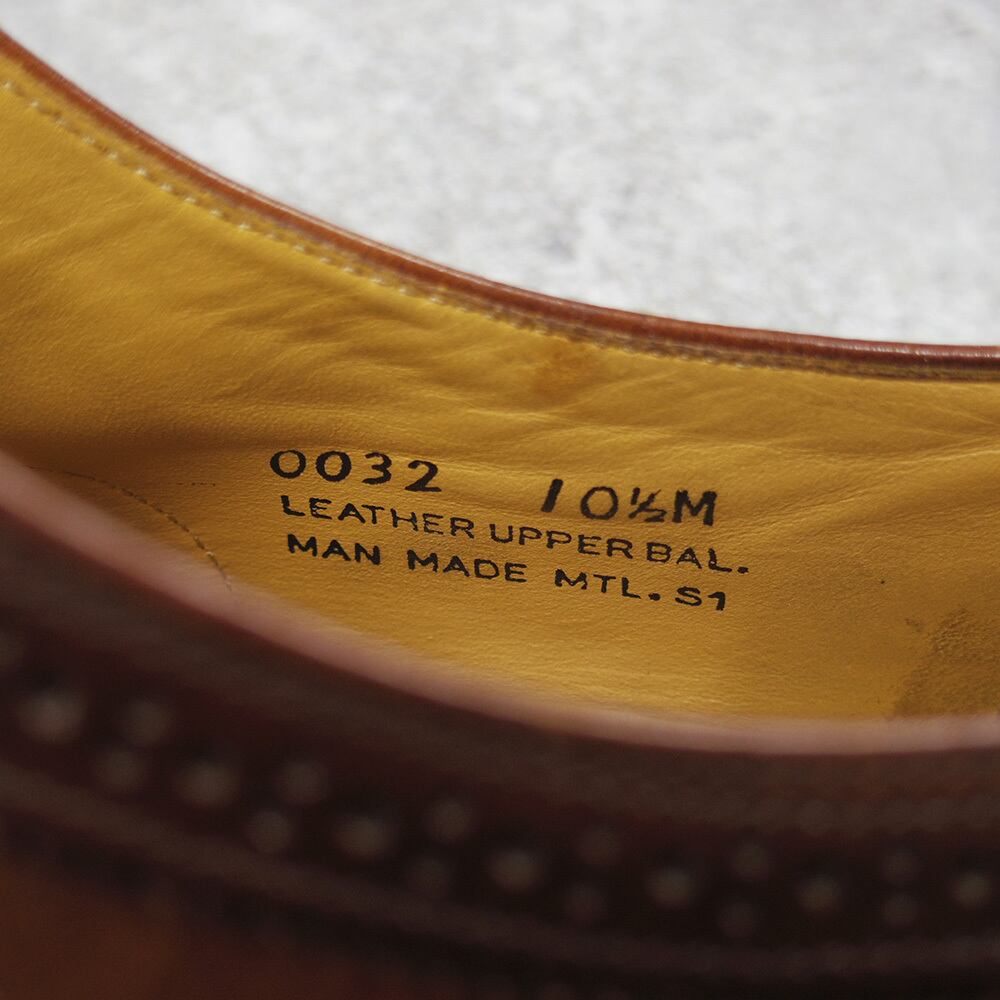 0032 10½M
LEATHER UPPER BAL.
MAN MADE MTL. S1